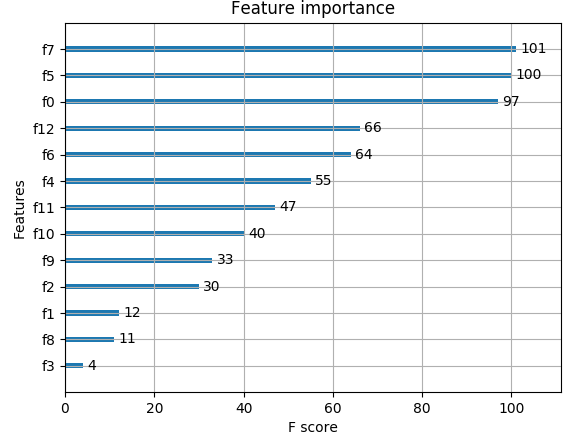 Feature importance
f7 101
f5 100
f0 97
f12 66
f6 64
f4 55
f11 47
f10 40
f9 33
f2 30
f1 12
f8 11
f3 4
Features
0 20 40 60 80 100
F score